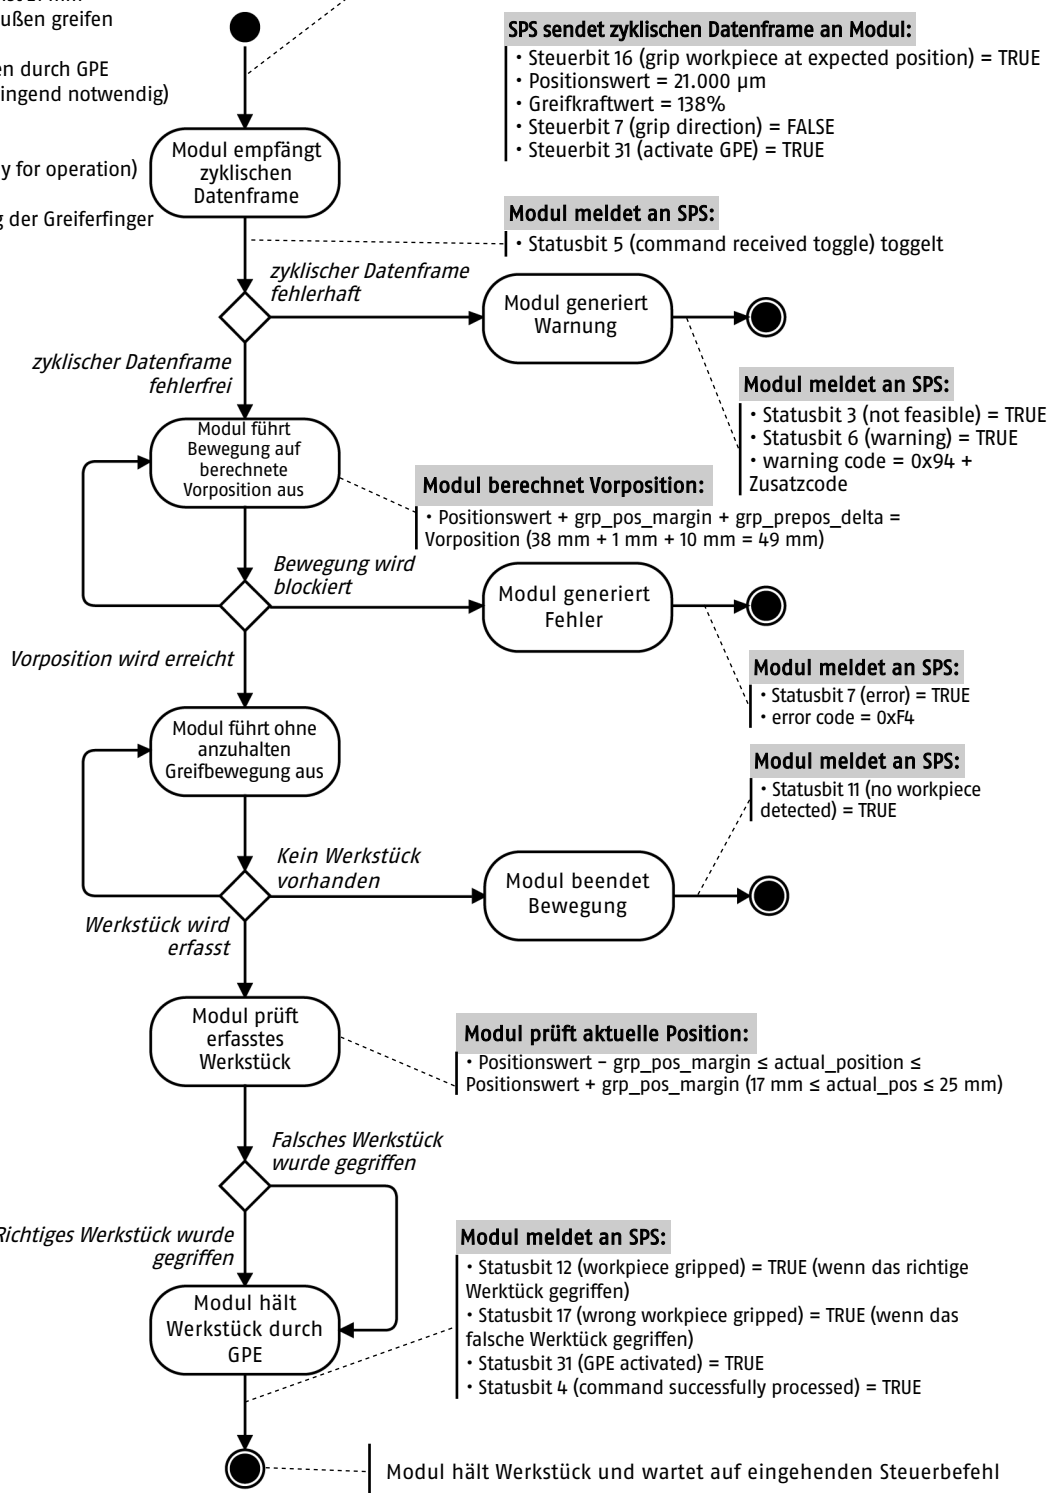 ußen greifen
en durch GPE
ingend notwendig)
y for operation)
g der Greiferfinger
SPS sendet zyklischen Datenframe an Modul:
• Steuerbit 16 (grip workpiece at expected position) = TRUE
• Positionswert = 21.000 µm
• Greifkraftwert = 138%
• Steuerbit 7 (grip direction) = FALSE
• Steuerbit 31 (activate GPE) = TRUE
Modul empfängt
zyklischen
Datenframe
Modul meldet an SPS:
• Statusbit 5 (command received toggle) toggelt
zyklischer Datenframe
fehlerhaft
Modul generiert
Warnung
zyklischer Datenframe
fehlerfrei
Modul meldet an SPS:
• Statusbit 3 (not feasible) = TRUE
• Statusbit 6 (warning) = TRUE
• warning code = 0x94 +
Zusatzcode
Modul führt
Bewegung auf
berechnete
Vorposition aus
Modul berechnet Vorposition:
• Positionswert + grp_pos_margin + grp_prepos_delta =
Vorposition (38 mm + 1 mm + 10 mm = 49 mm)
Bewegung wird
blockiert
Modul generiert
Fehler
Vorposition wird erreicht
Modul meldet an SPS:
• Statusbit 7 (error) = TRUE
• error code = 0xF4
Modul führt ohne
anzuhalten
Greifbewegung aus
Modul meldet an SPS:
• Statusbit 11 (no workpiece
detected) = TRUE
Kein Werkstück
vorhanden
Modul beendet
Bewegung
Werkstück wird
erfasst
Modul prüft
erfasstes
Werkstück
Modul prüft aktuelle Position:
• Positionswert – grp_pos_margin ≤ actual_position ≤
Positionswert + grp_pos_margin (17 mm ≤ actual_pos ≤ 25 mm)
Falsches Werkstück
wurde gegriffen
Richtiges Werkstück wurde
gegriffen
Modul hält
Werkstück durch
GPE
Modul meldet an SPS:
• Statusbit 12 (workpiece gripped) = TRUE (wenn das richtige
Werktück gegriffen)
• Statusbit 17 (wrong workpiece gripped) = TRUE (wenn das
falsche Werktück gegriffen)
• Statusbit 31 (GPE activated) = TRUE
• Statusbit 4 (command successfully processed) = TRUE
Modul hält Werkstück und wartet auf eingehenden Steuerbefehl